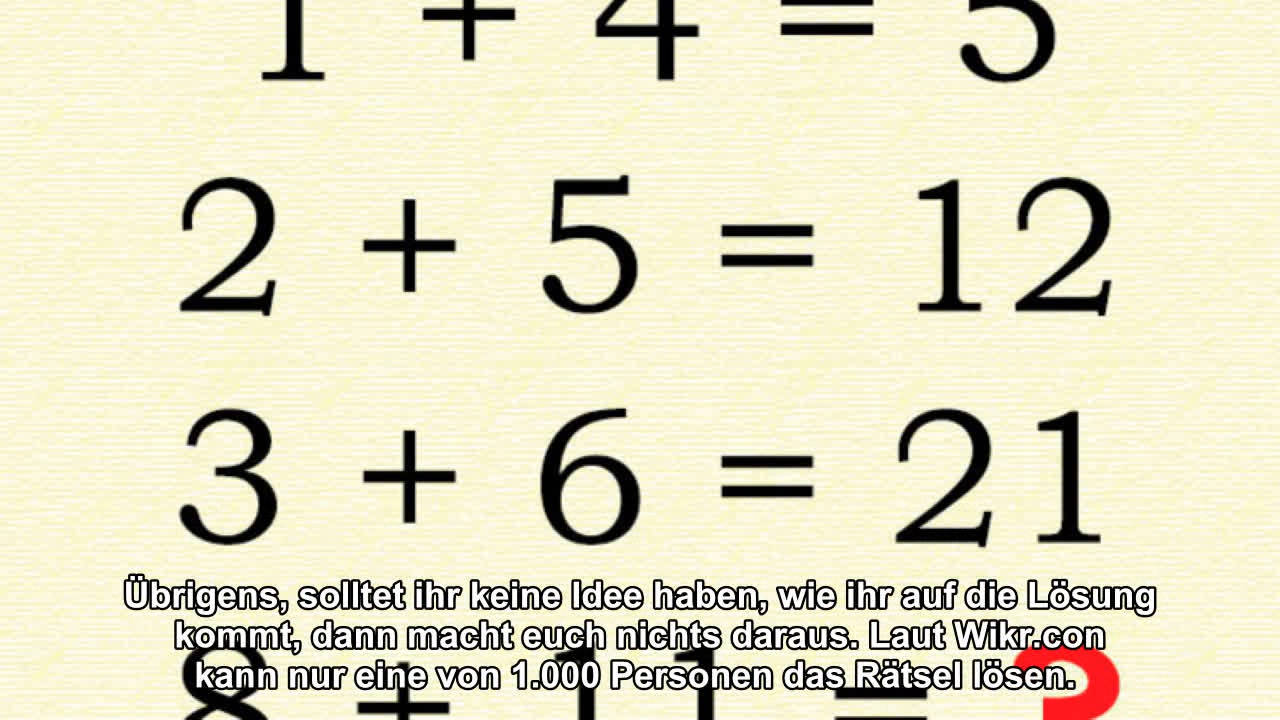 1 + 4 = 5
2 + 5 = 12
3 + 6 = 21
Übrigens, solltet ihr keine Idee haben, wie ihr auf die Lösung
kommt, dann macht euch nichts daraus. Laut Wikr.con
kann nur eine von 1.000 Personen das Rätsel lösen.
8 + 11 = ?